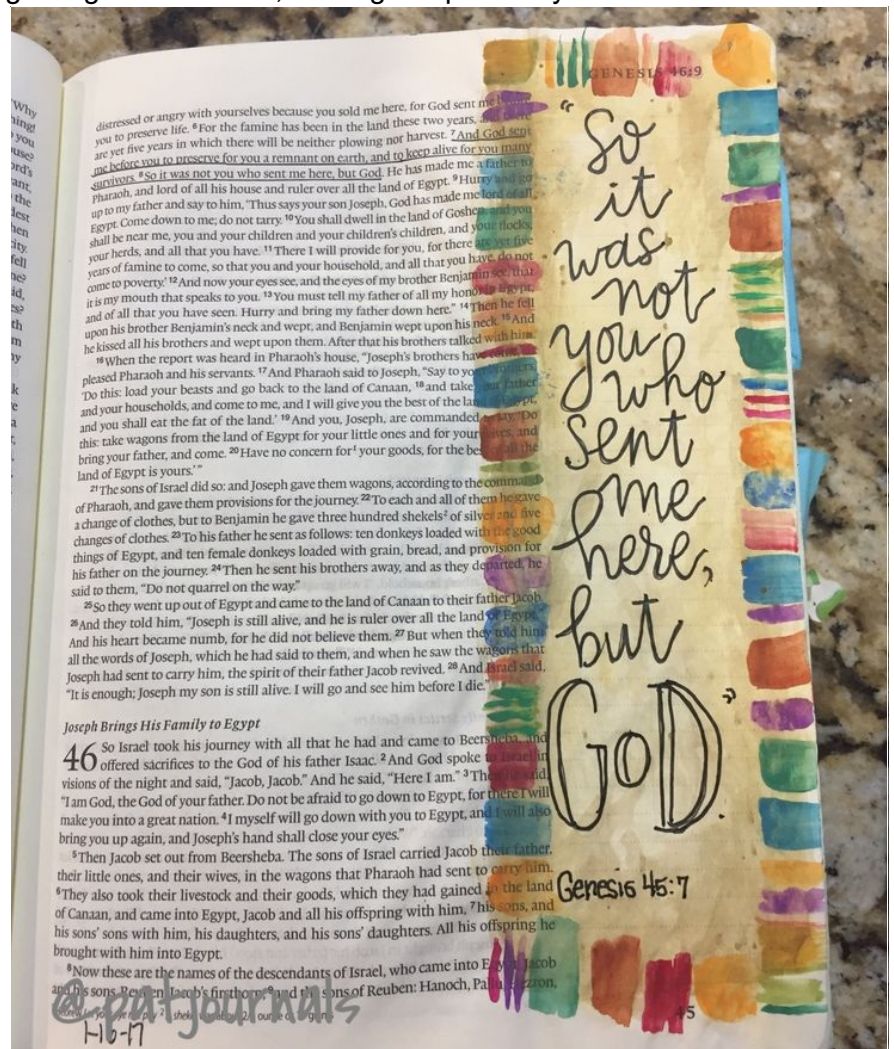 GENESIS 46:9
distressed or angry with yourselves because you sold me here, for God sent me
you to preserve life. 6 For the famine has been in the land these two years,
are yet five years in which there will be neither plowing nor harvest. 7 And God sent
me before you to preserve for you a remnant on earth, and to keep alive for you many
survivors. 8 So it was not you who sent me here, but God. He has made me a father to
Pharaoh, and lord of all his house and ruler over all the land of Egypt. 9 Hurry and go
up to my father and say to him, “Thus says your son Joseph, God has made me lord of all
Egypt. Come down to me; do not tarry. 10 You shall dwell in the land of Goshen, and you
shall be near me, you and your children and your children's children, and your flocks,
your herds, and all that you have. 11 There I will provide for you, for there are yet five
years of famine to come, so that you and your household, and all that you have, do not
come to poverty.’ 12 And now your eyes see, and the eyes of my brother Benjamin see, that
it is my mouth that speaks to you. 13 You must tell my father of all my honor in Egypt,
and of all that you have seen. Hurry and bring my father down here.” 14 Then he fell
upon his brother Benjamin's neck and wept, and Benjamin wept upon his neck. 15 And
he kissed all his brothers and wept upon them. After that his brothers talked with him.
16 When the report was heard in Pharaoh's house, “Joseph's brothers have come,”
pleased Pharaoh and his servants. 17 And Pharaoh said to Joseph, “Say to your brothers,
‘Do this: load your beasts and go back to the land of Canaan, 18 and take your father
and your households, and come to me, and I will give you the best of the land of Egypt,
and you shall eat the fat of the land.’ 19 And you, Joseph, are commanded to say, ‘Do
this: take wagons from the land of Egypt for your little ones and for your wives, and
bring your father, and come. 20 Have no concern for1 your goods, for the best of all the
land of Egypt is yours.’”
21 The sons of Israel did so: and Joseph gave them wagons, according to the command
of Pharaoh, and gave them provisions for the journey. 22 To each and all of them he gave
a change of clothes, but to Benjamin he gave three hundred shekels2 of silver and five
changes of clothes. 23 To his father he sent as follows: ten donkeys loaded with the good
things of Egypt, and ten female donkeys loaded with grain, bread, and provision for
his father on the journey. 24 Then he sent his brothers away, and as they departed, he
said to them, “Do not quarrel on the way.”
25 So they went up out of Egypt and came to the land of Canaan to their father Jacob.
26 And they told him, “Joseph is still alive, and he is ruler over all the land of Egypt.”
And his heart became numb, for he did not believe them. 27 But when they told him
all the words of Joseph, which he had said to them, and when he saw the wagons that
Joseph had sent to carry him, the spirit of their father Jacob revived. 28 And Israel said,
“It is enough; Joseph my son is still alive. I will go and see him before I die.”
Joseph Brings His Family to Egypt
46 So Israel took his journey with all that he had and came to Beersheba, and
offered sacrifices to the God of his father Isaac. 2 And God spoke to Israel in
visions of the night and said, “Jacob, Jacob.” And he said, “Here I am.” 3 Then he said,
“I am God, the God of your father. Do not be afraid to go down to Egypt, for there I will
make you into a great nation. 4 I myself will go down with you to Egypt, and I will also
bring you up again, and Joseph's hand shall close your eyes.”
5 Then Jacob set out from Beersheba. The sons of Israel carried Jacob their father,
their little ones, and their wives, in the wagons that Pharaoh had sent to carry him.
6 They also took their livestock and their goods, which they had gained in the land
of Canaan, and came into Egypt, Jacob and all his offspring with him, 7 his sons, and
his sons' sons with him, his daughters, and his sons' daughters. All his offspring he
brought with him into Egypt.
8 Now these are the names of the descendants of Israel, who came into Egypt, Jacob
and his sons. Reuben, Jacob's firstborn, 9 and the sons of Reuben: Hanoch, Pallu, Hezron,
45
“So
it
was
not
you
who
sent
me
here,
but
GOD.”
Genesis 45:7
@patjournals
1-16-17